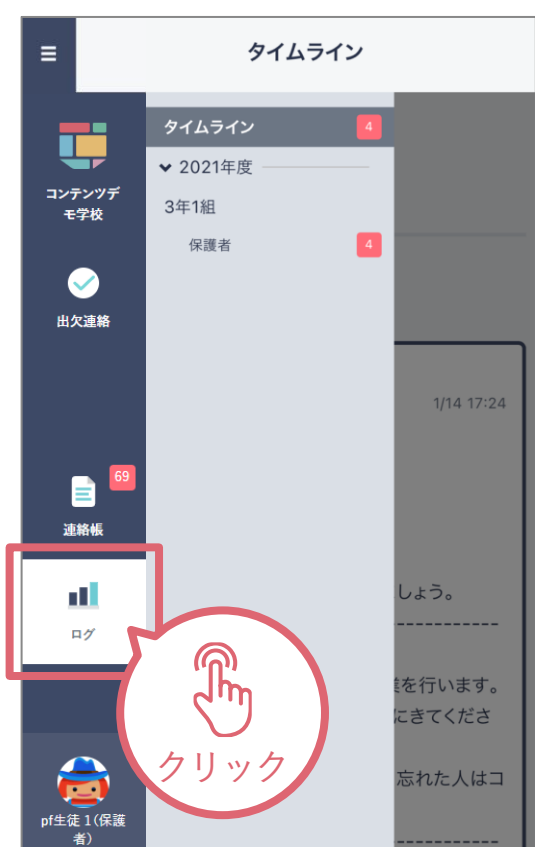 タイムライン
コンテンツデ
モ学校
出欠連絡
69
連絡帳
ログ
pf生徒 1(保護
者)
タイムライン 4
2021年度
3年1組
保護者 4
クリック
1/14 17:24
しょう。
-----------
を行います。
にきてくださ
忘れた人はコ
-----------